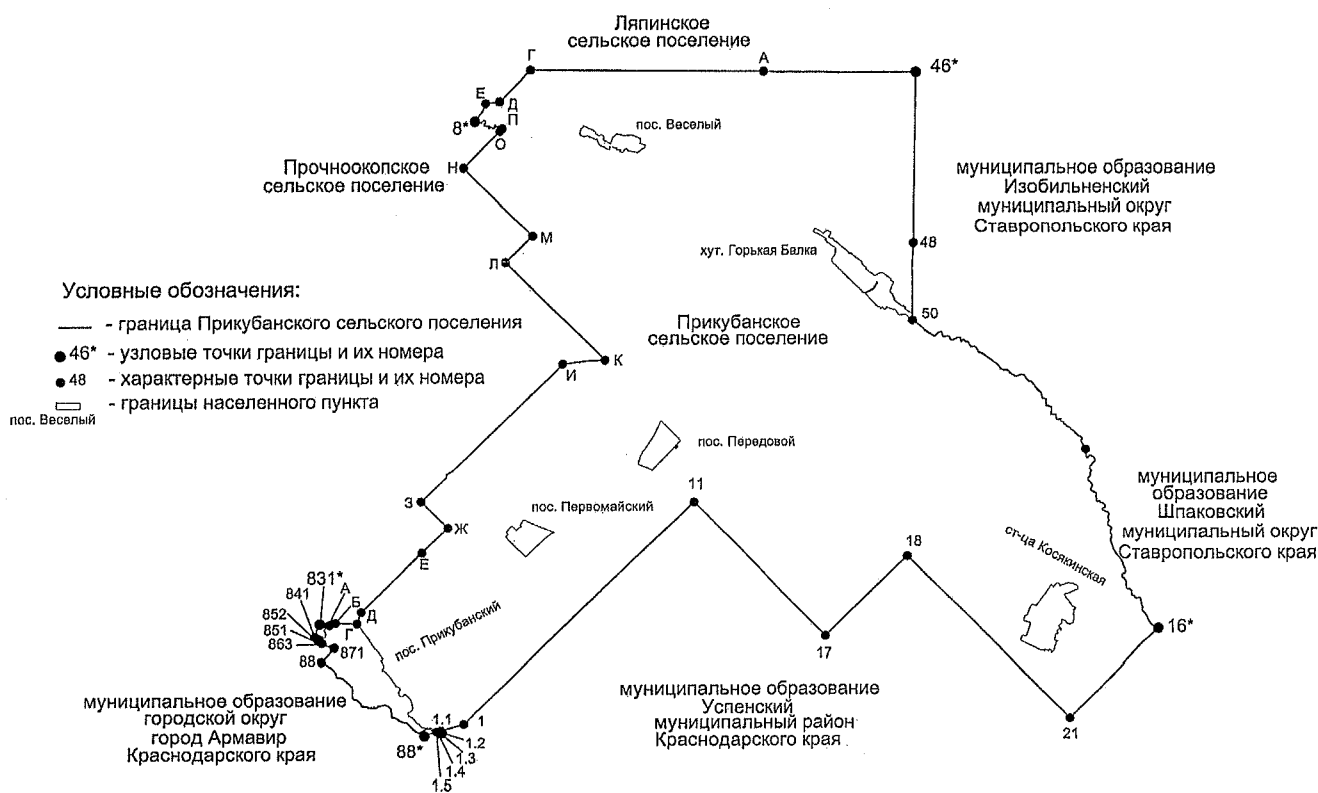 Ляпинское
сельское поселение
Г
А
46*
Е
Д
П
8*
О
пос. Веселый
Н
Прочноокопское
сельское поселение
муниципальное образование
Изобильненский
муниципальный округ
Ставропольского края
М
Л
48
хут. Горькая Балка
50
Условные обозначения:
- граница Прикубанского сельского поселения
46* - узловые точки границы и их номера
48 - характерные точки границы и их номера
- границы населенного пункта
пос. Веселый
Прикубанское
сельское поселение
К
И
пос. Передовой
11
З
Ж
Е
пос. Первомайский
18
муниципальное
образование
Шпаковский
муниципальный округ
Ставропольского края
ст-ца Косякинская
831*
А
Б
841
852
851
863
Г
Д
871
88
пос. Прикубанский
17
16*
21
муниципальное образование
городской округ
город Армавир
Краснодарского края
88*
1.1
1
1.2
1.3
1.4
1.5
муниципальное образование
Успенский
муниципальный район
Краснодарского края